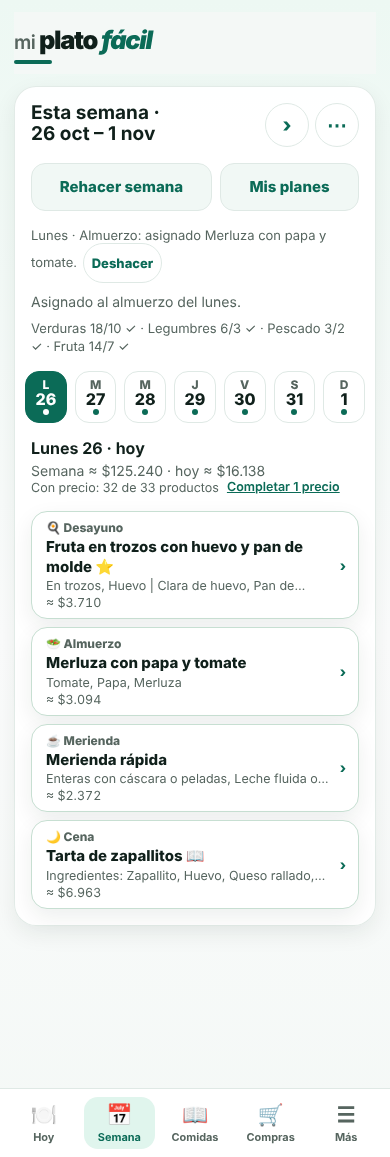 mi plato fácil
Esta semana ·
26 oct – 1 nov
›
⋯
Rehacer semana
Mis planes
Lunes · Almuerzo: asignado Merluza con papa y
tomate. Deshacer
Asignado al almuerzo del lunes.
Verduras 18/10 ✓ · Legumbres 6/3 ✓ · Pescado 3/2
✓ · Fruta 14/7 ✓
L M M J V S D
26 27 28 29 30 31 1
Lunes 26 · hoy
Semana ≈ $125.240 · hoy ≈ $16.138
Con precio: 32 de 33 productos Completar 1 precio
🍳 Desayuno
Fruta en trozos con huevo y pan de
molde ⭐
En trozos, Huevo | Clara de huevo, Pan de...
≈ $3.710
🥗 Almuerzo
Merluza con papa y tomate
Tomate, Papa, Merluza
≈ $3.094
☕ Merienda
Merienda rápida
Enteras con cáscara o peladas, Leche fluida o...
≈ $2.372
🌙 Cena
Tarta de zapallitos 📖
Ingredientes: Zapallito, Huevo, Queso rallado,...
≈ $6.963
Hoy Semana Comidas Compras Más